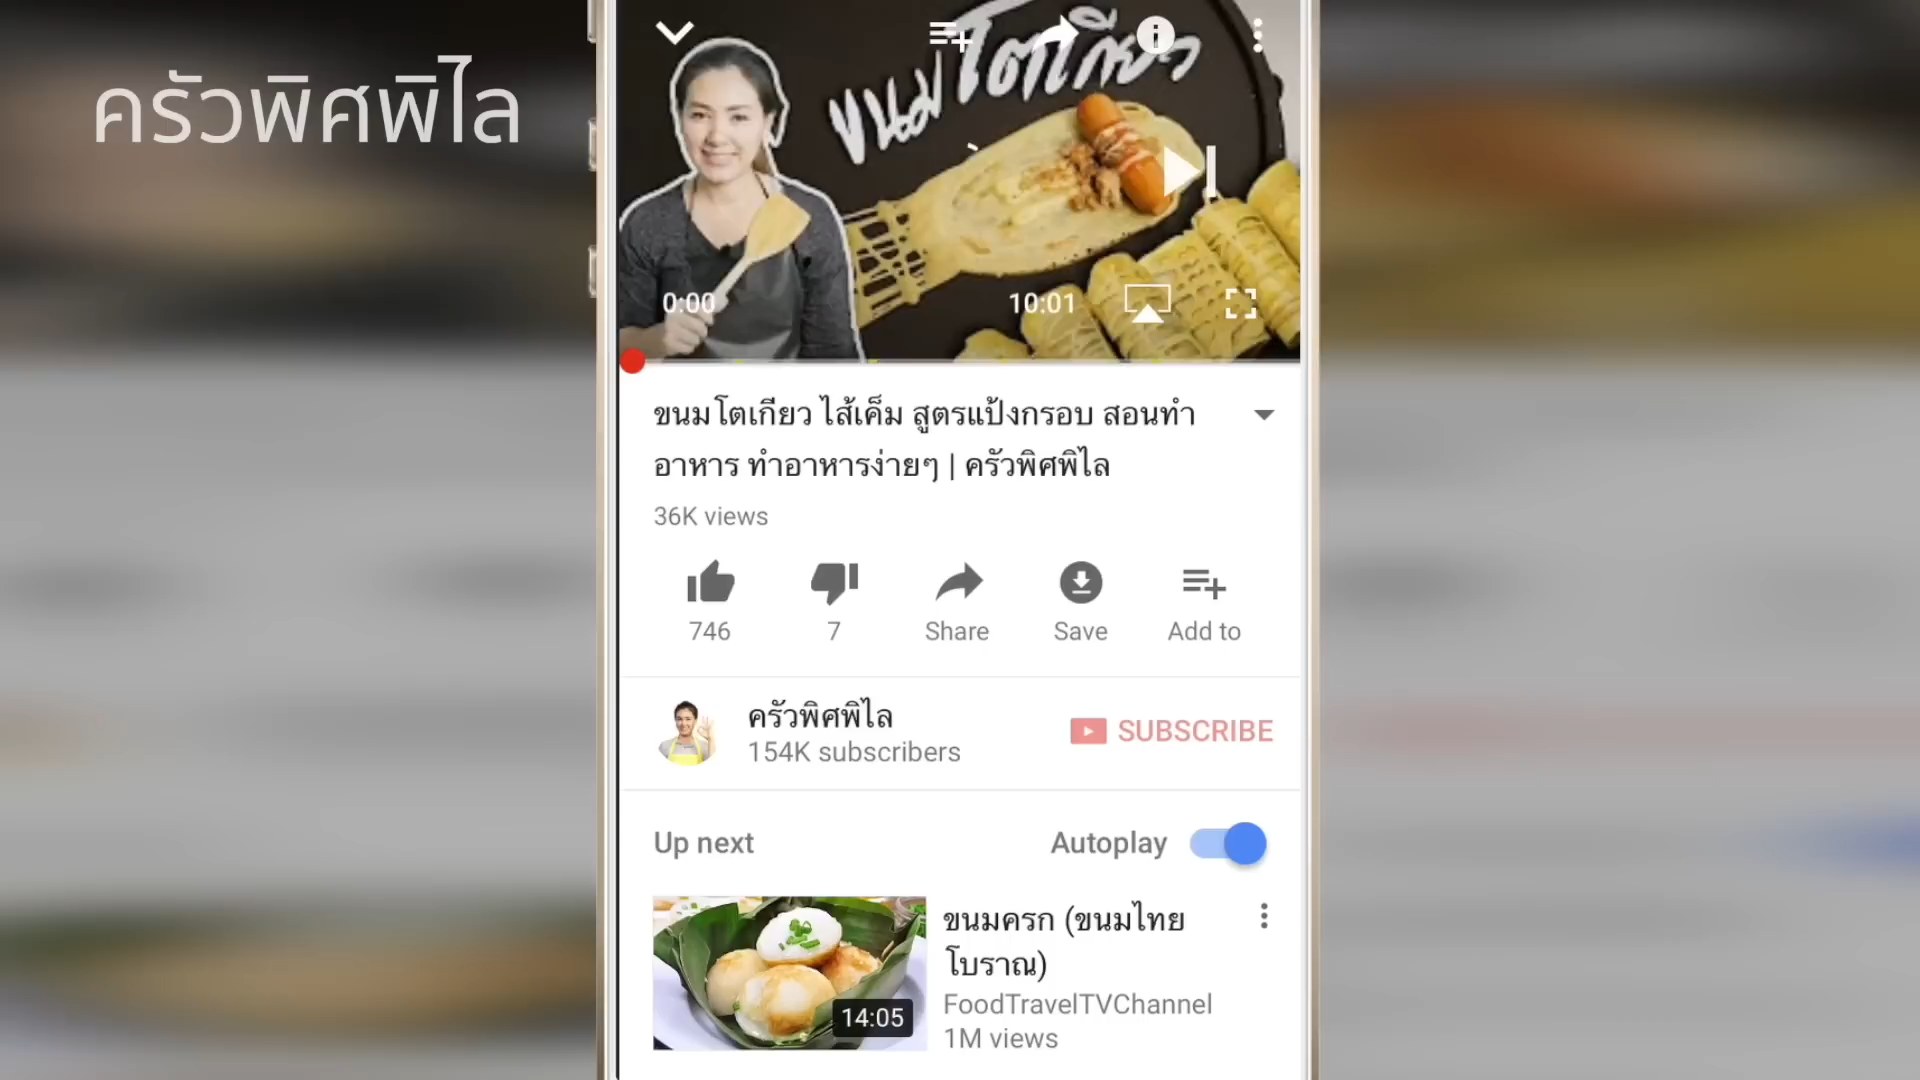 ครัวพิศพิไล
ขนมโตเกียว
0:00
10:01
ขนมโตเกียว ไส้เค็ม สูตรแป้งกรอบ สอนทำ
อาหาร ทำอาหารง่ายๆ | ครัวพิศพิไล
36K views
746
7
Share
Save
Add to
ครัวพิศพิไล
154K subscribers
SUBSCRIBE
Up next
Autoplay
14:05
ขนมครก (ขนมไทย
โบราณ)
FoodTravelTVChannel
1M views